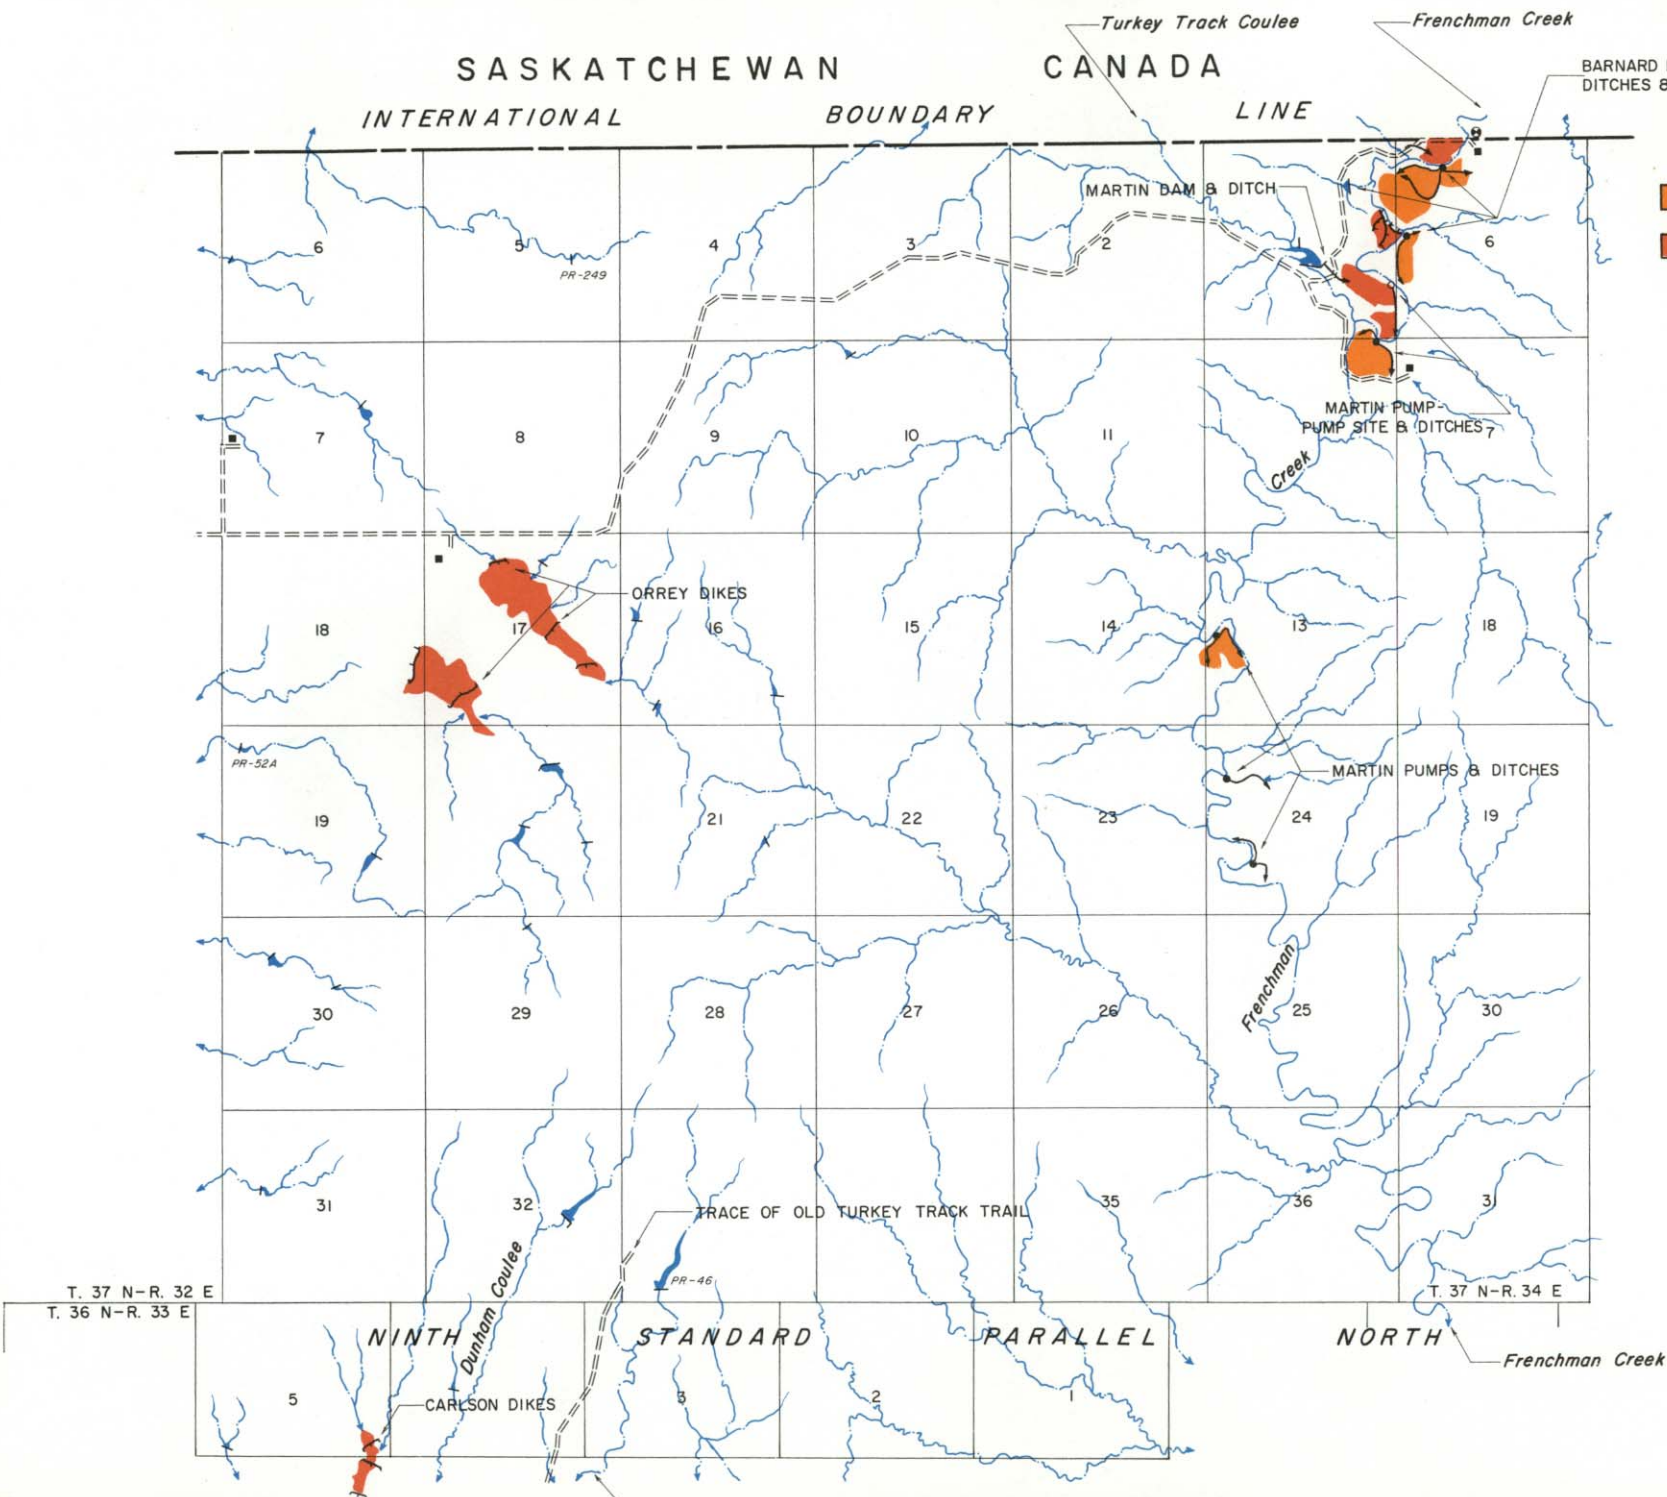 Turkey Track Coulee
Frenchman Creek
SASKATCHEWAN CANADA
BARNARD
DITCHES &
INTERNATIONAL BOUNDARY LINE
MARTIN DAM & DITCH
6 5 4 3 2 1 6
PR-249
MARTIN PUMP-
PUMP SITE & DITCHES
7 8 9 10 11 7
Creek
ORREY DIKES
18 17 16 15 14 13 18
PR-52A
MARTIN PUMPS & DITCHES
19 21 22 23 24 19
Frenchman
30 29 28 27 26 25 30
31 32 35 36 31
TRACE OF OLD TURKEY TRACK TRAIL
Dunham Coulee
PR-46
T. 37 N-R. 32 E
T. 37 N-R. 34 E
T. 36 N-R. 33 E
NINTH STANDARD PARALLEL NORTH
Frenchman Creek
5 3 2 1
CARLSON DIKES